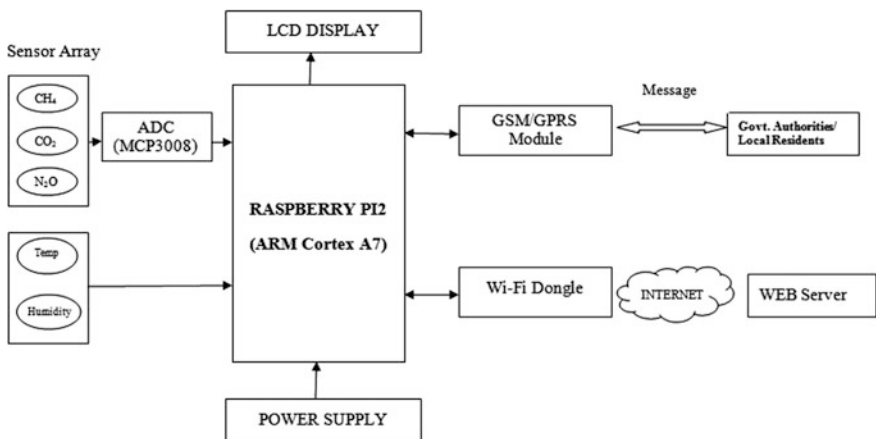 LCD DISPLAY
Sensor Array
CH₄
CO₂
N₂O
ADC
(MCP3008)
Temp
Humidity
RASPBERRY PI2
(ARM Cortex A7)
POWER SUPPLY
GSM/GPRS
Module
Message
Govt. Authorities/
Local Residents
Wi-Fi Dongle
INTERNET
WEB Server